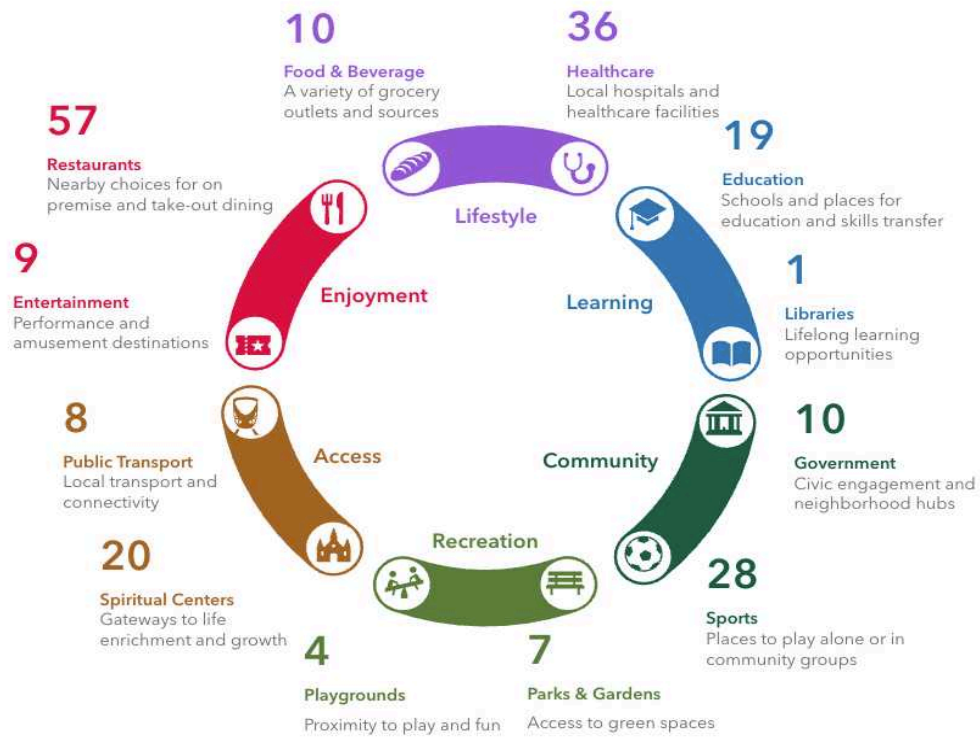 10
Food & Beverage
A variety of grocery
outlets and sources
36
Healthcare
Local hospitals and
healthcare facilities
57
Restaurants
Nearby choices for on
premise and take-out dining
19
Education
Schools and places for
education and skills transfer
Lifestyle
9
Entertainment
Performance and
amusement destinations
Enjoyment
Learning
1
Libraries
Lifelong learning
opportunities
8
Public Transport
Local transport and
connectivity
Access
Community
10
Government
Civic engagement and
neighborhood hubs
20
Spiritual Centers
Gateways to life
enrichment and growth
Recreation
28
Sports
Places to play alone or in
community groups
4
Playgrounds
Proximity to play and fun
7
Parks & Gardens
Access to green spaces